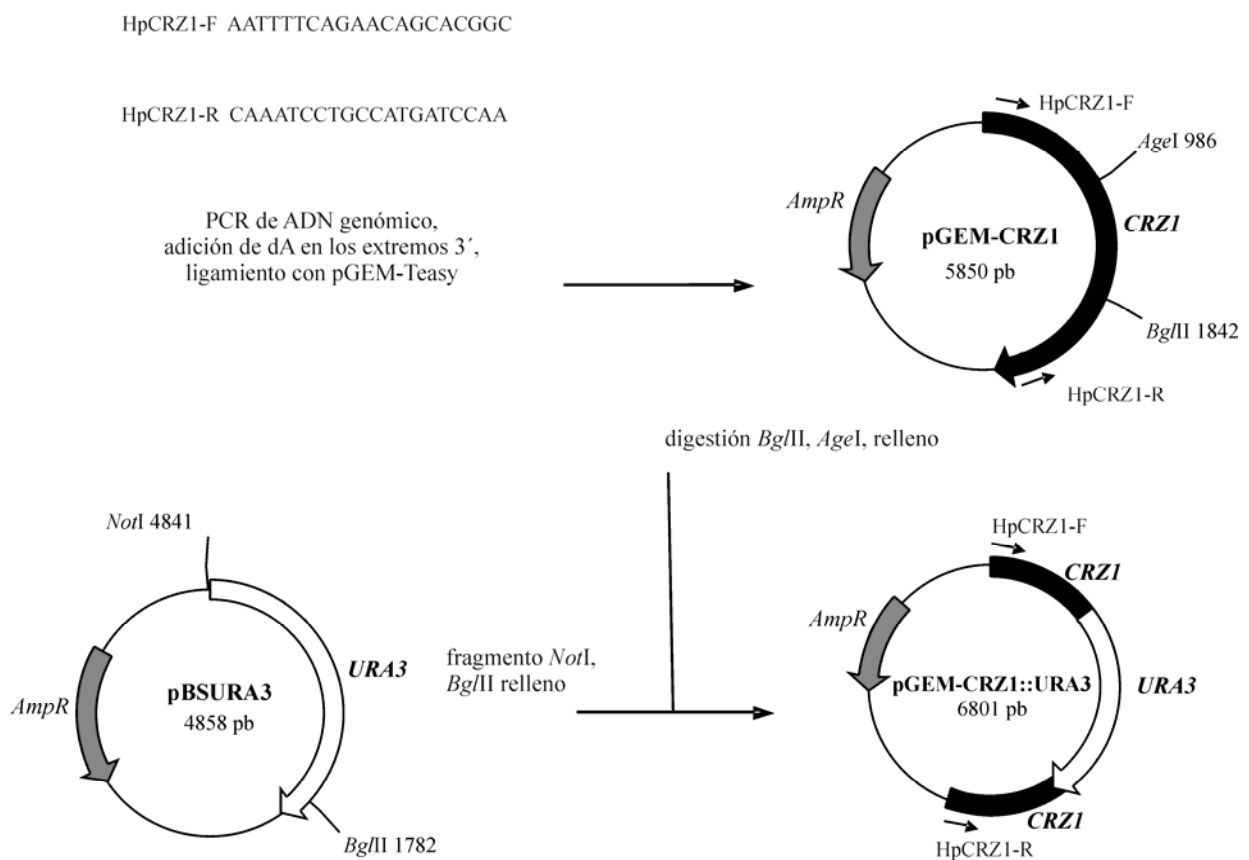 HpCRZ1-F AATTTTCAGAACAGCACGGC
HpCRZ1-R CAAATCCTGCCATGATCCAA
PCR de ADN genómico,
adición de dA en los extremos 3´,
ligamiento con pGEM-Teasy
HpCRZ1-F
AgeI 986
AmpR
pGEM-CRZ1
5850 pb
CRZ1
BglII 1842
HpCRZ1-R
digestión BglII, AgeI, relleno
NotI 4841
AmpR
pBSURA3
4858 pb
URA3
BglII 1782
fragmento NotI,
BglII relleno
HpCRZ1-F
CRZ1
AmpR
pGEM-CRZ1::URA3
6801 pb
URA3
CRZ1
HpCRZ1-R